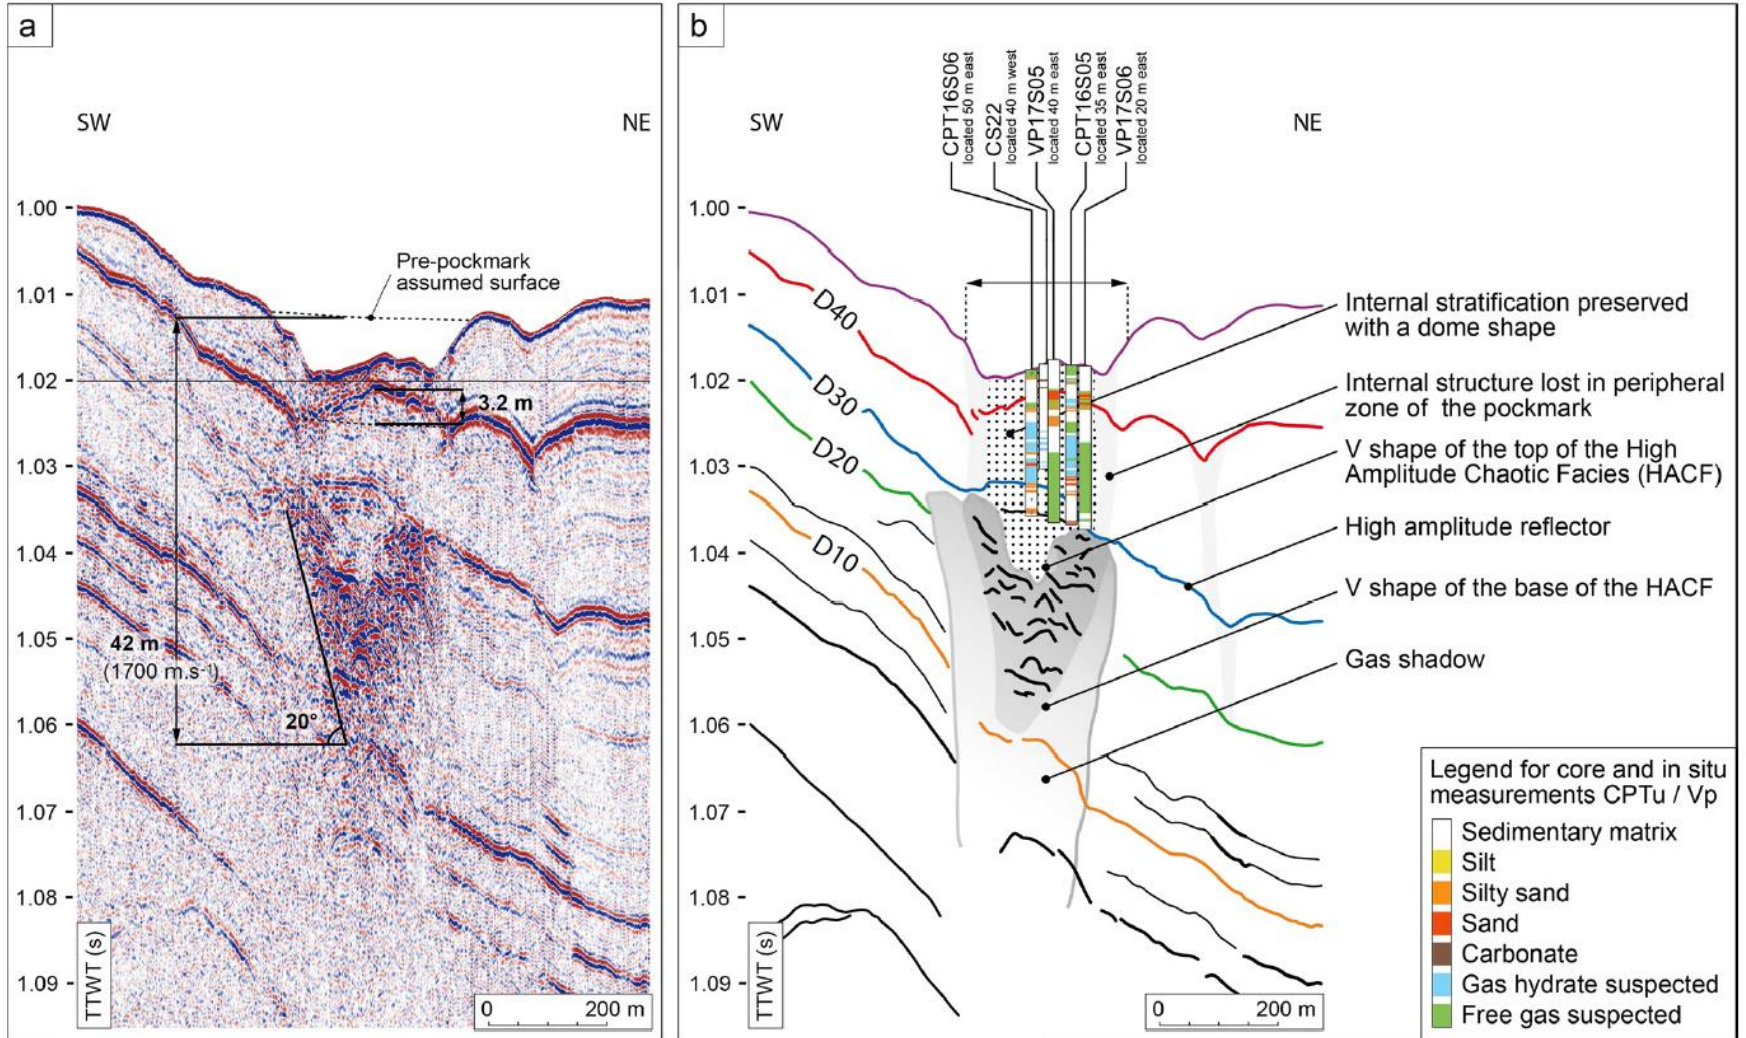 a
SW
NE
Pre-pockmark
assumed surface
1.00
1.01
1.02
1.03
1.04
1.05
1.06
1.07
1.08
1.09
3.2 m
42 m
(1700 m.s⁻¹)
20°
TTWT (s)
0 200 m
b
CPT16S06
located 50 m east
CS22
located 40 m west
VP17S05
located 40 m east
CPT16S05
located 35 m east
VP17S06
located 20 m east
SW
NE
1.00
1.01
1.02
1.03
1.04
1.05
1.06
1.07
1.08
1.09
D40
D30
D20
D10
Internal stratification preserved
with a dome shape
Internal structure lost in peripheral
zone of the pockmark
V shape of the top of the High
Amplitude Chaotic Facies (HACF)
High amplitude reflector
V shape of the base of the HACF
Gas shadow
TTWT (s)
0 200 m
Legend for core and in situ
measurements CPTu / Vp
Sedimentary matrix
Silt
Silty sand
Sand
Carbonate
Gas hydrate suspected
Free gas suspected